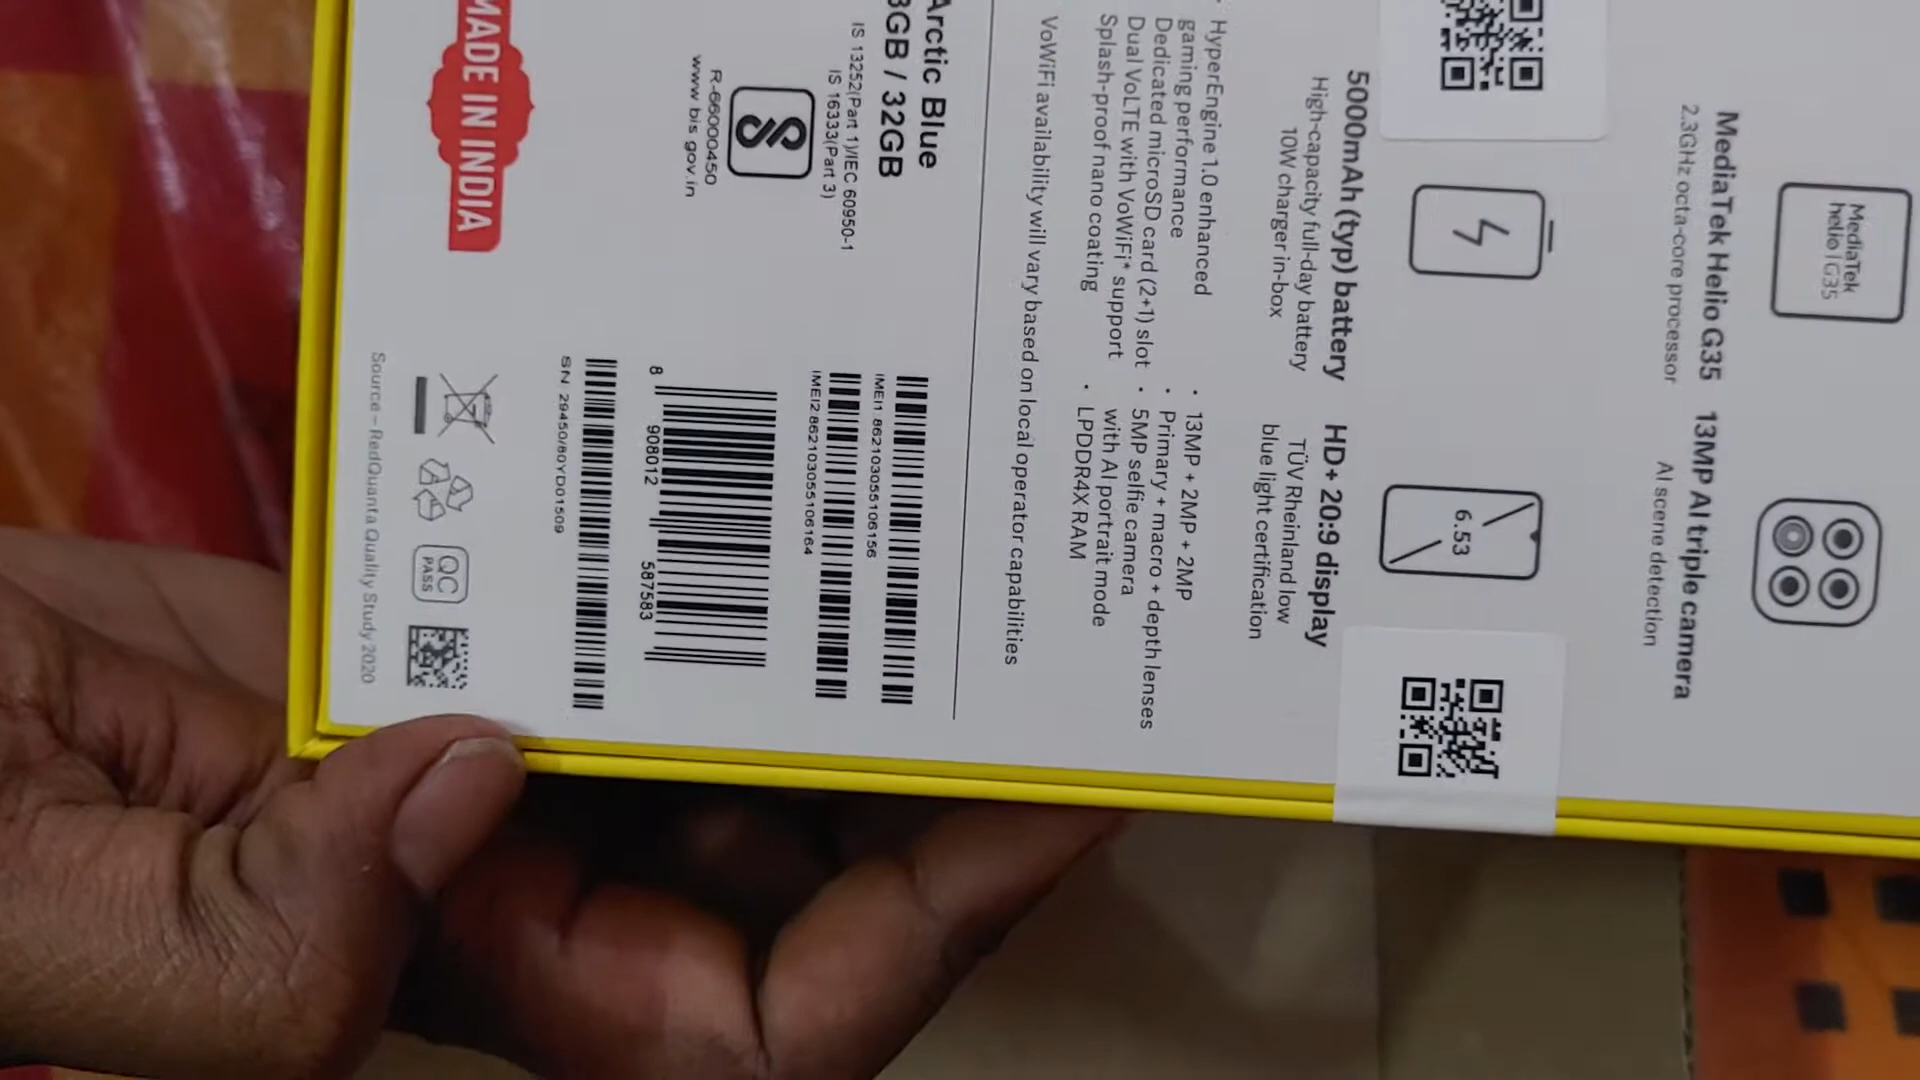 MediaTek
helio G35
MediaTek Helio G35
2.3GHz octa-core processor
13MP AI triple camera
AI scene detection
5000mAh (typ) battery
High-capacity full-day battery
10W charger in-box
6.53
HD+ 20:9 display
TÜV Rheinland low
blue light certification
· HyperEngine 1.0 enhanced
gaming performance
Dedicated microSD card (2+1) slot
Dual VoLTE with VoWiFi* support
Splash-proof nano coating
· 13MP + 2MP + 2MP
· Primary + macro + depth lenses
· 5MP selfie camera
with AI portrait mode
· LPDDR4X RAM
VoWiFi availability will vary based on local operator capabilities
Arctic Blue
3GB / 32GB
IS 13252(Part 1)/IEC 60950-1
IS 16333(Part 3)
R-66000450
www bis gov.in
IMEI1 862103055106156
IMEI2 862103055106164
8 908012 587583
SN 29450/80YD01509
MADE IN INDIA
QC
PASS
Source – RedQuanta Quality Study 2020